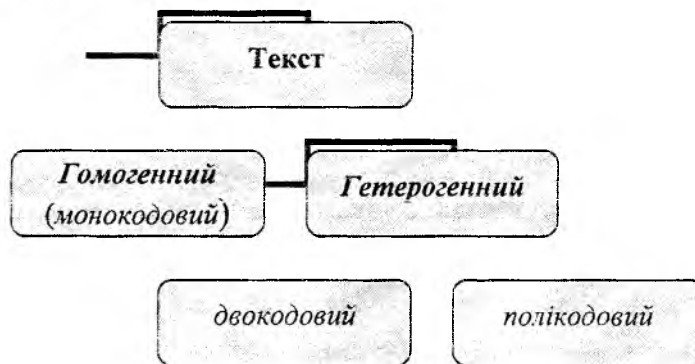 Текст
Гомогенний
(монокодовий)
Гетерогенний
двокодовий
полікодовий